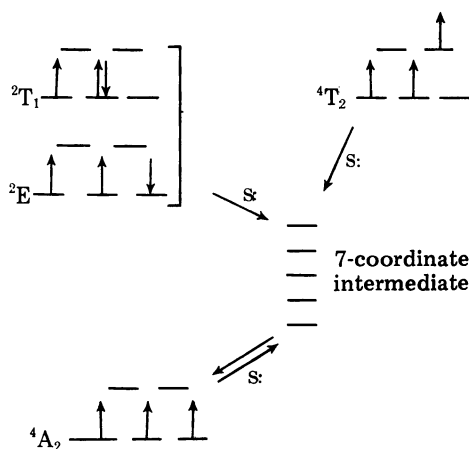 ²T₁
⁴T₂
S:
²E
S:
7-coordinate
intermediate
S:
⁴A₂